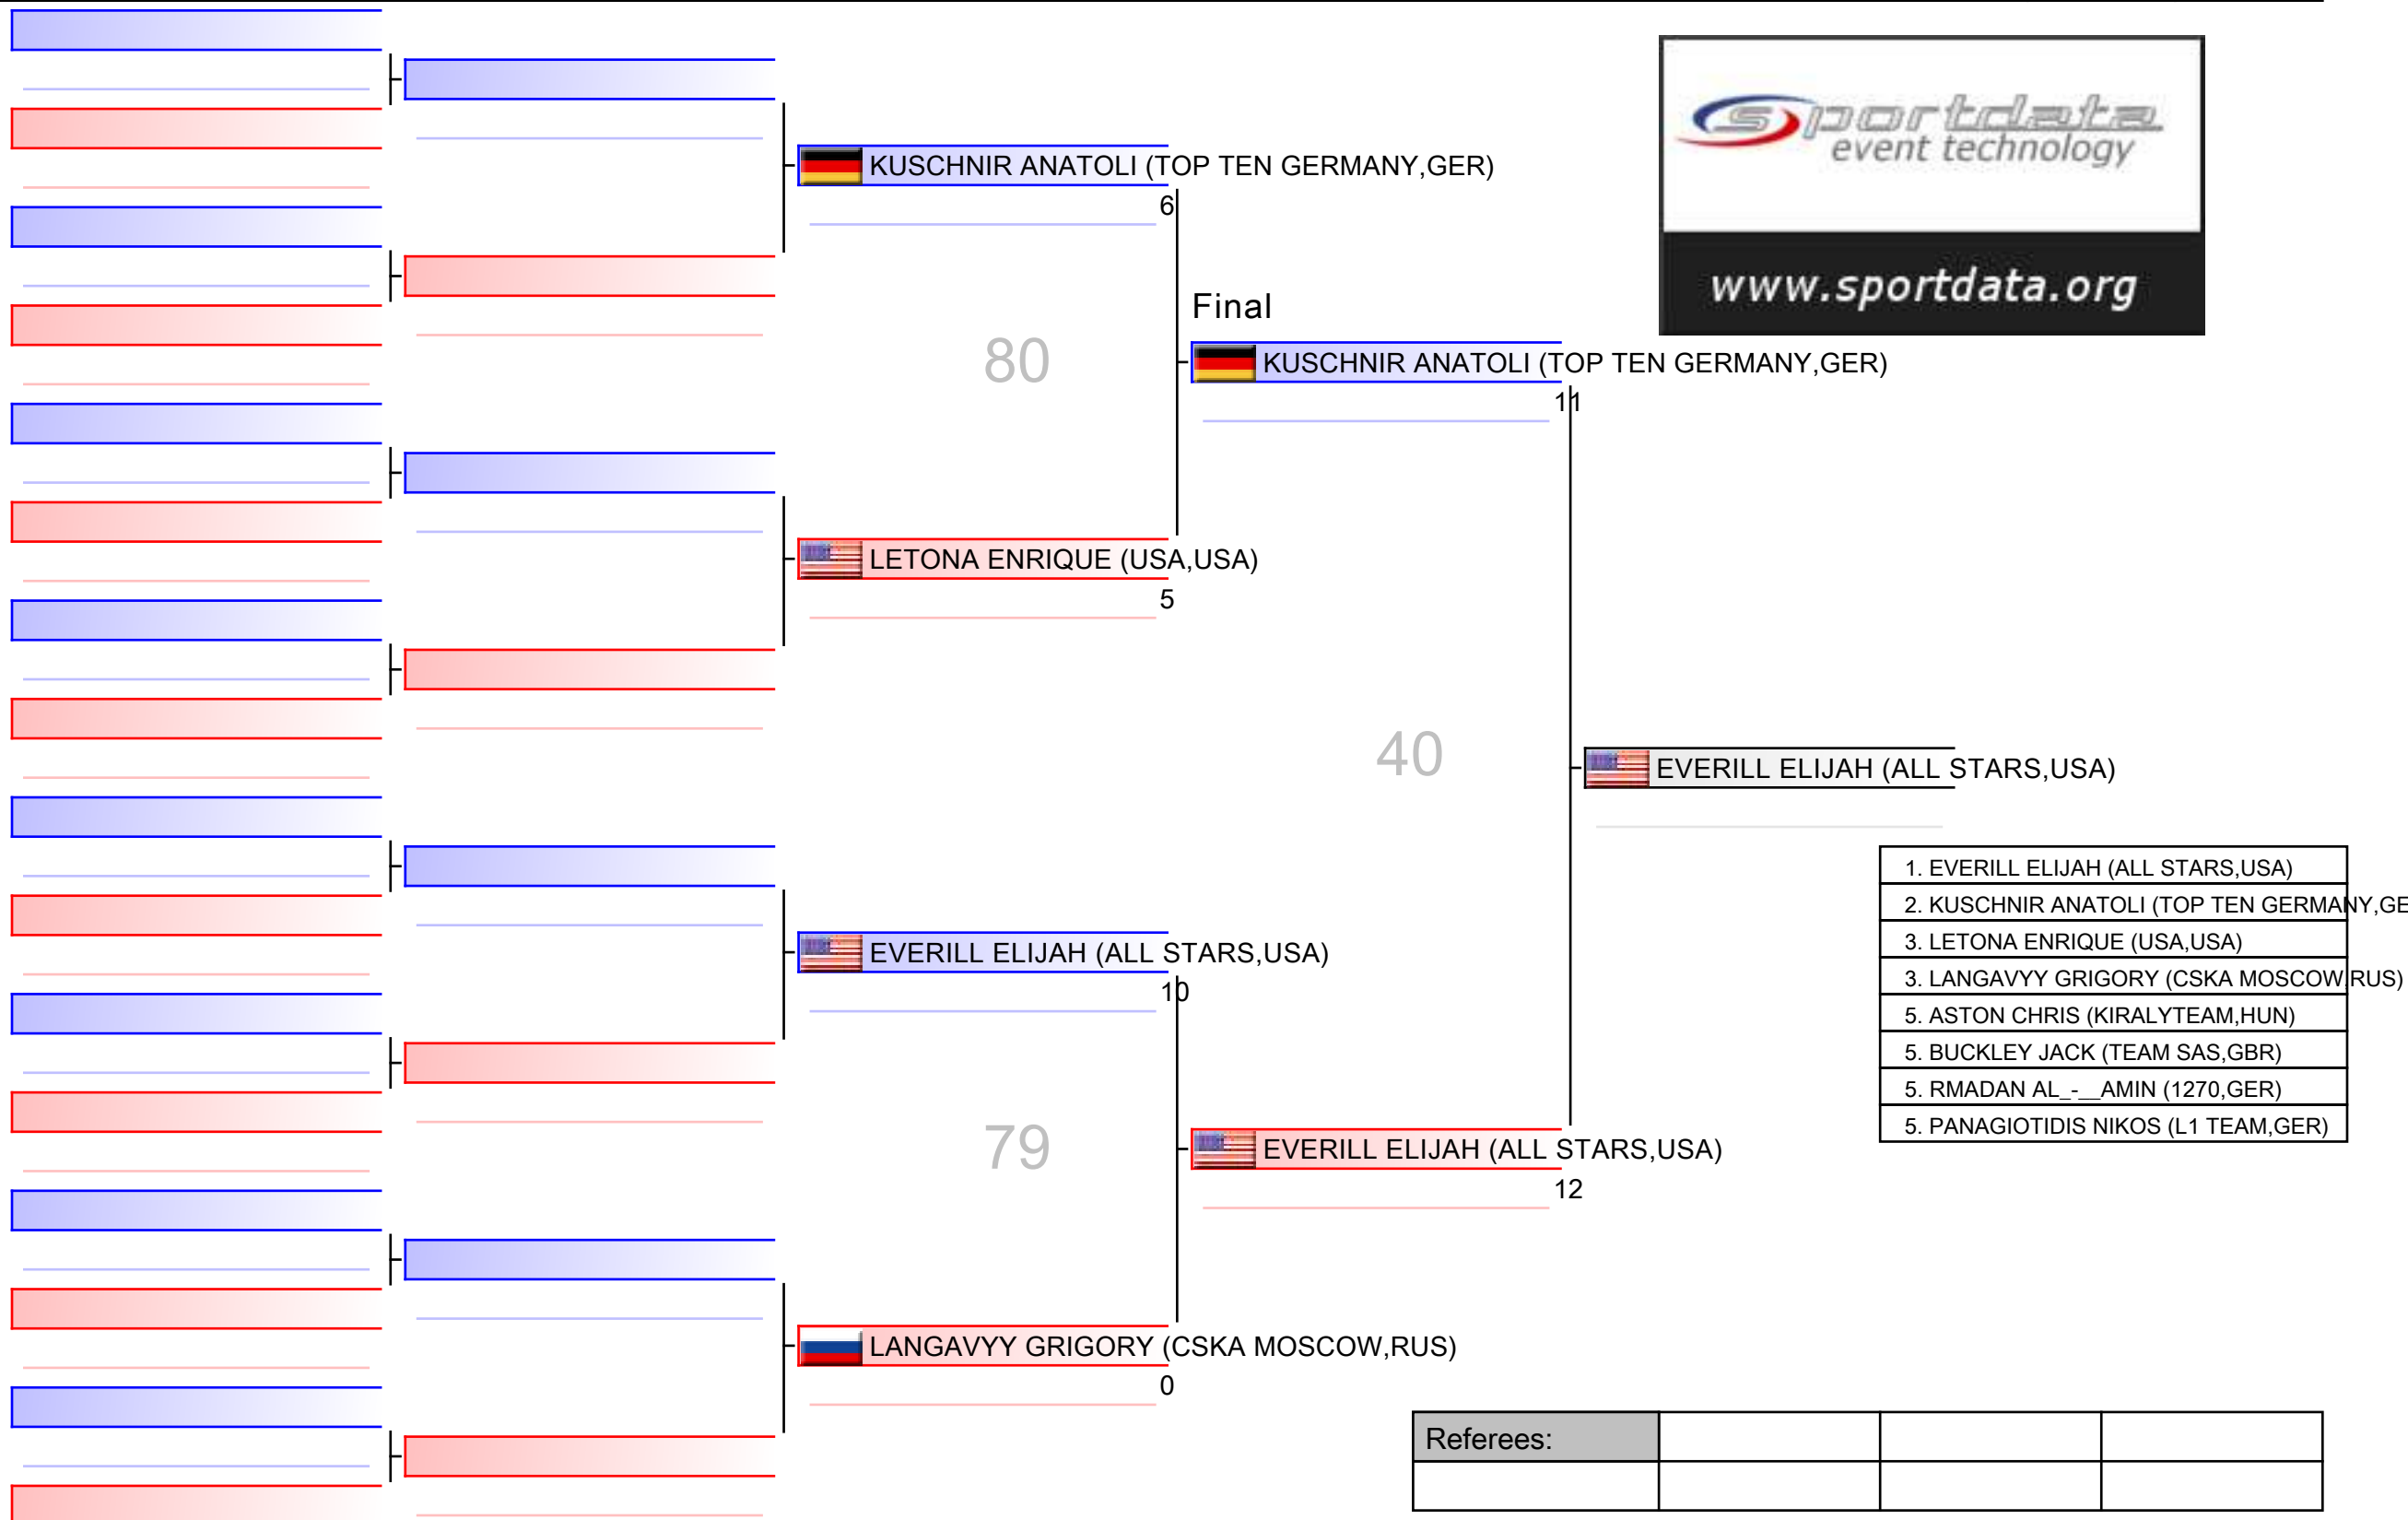 sportdata
event technology
www.sportdata.org
KUSCHNIR ANATOLI (TOP TEN GERMANY,GER)
6
Final
80
KUSCHNIR ANATOLI (TOP TEN GERMANY,GER)
11
LETONA ENRIQUE (USA,USA)
5
40
EVERILL ELIJAH (ALL STARS,USA)
1. EVERILL ELIJAH (ALL STARS,USA)
2. KUSCHNIR ANATOLI (TOP TEN GERMANY,GE
3. LETONA ENRIQUE (USA,USA)
3. LANGAVYY GRIGORY (CSKA MOSCOW,RUS)
5. ASTON CHRIS (KIRALYTEAM,HUN)
5. BUCKLEY JACK (TEAM SAS,GBR)
5. RMADAN AL_-__AMIN (1270,GER)
5. PANAGIOTIDIS NIKOS (L1 TEAM,GER)
EVERILL ELIJAH (ALL STARS,USA)
10
79
EVERILL ELIJAH (ALL STARS,USA)
12
LANGAVYY GRIGORY (CSKA MOSCOW,RUS)
0
Referees: